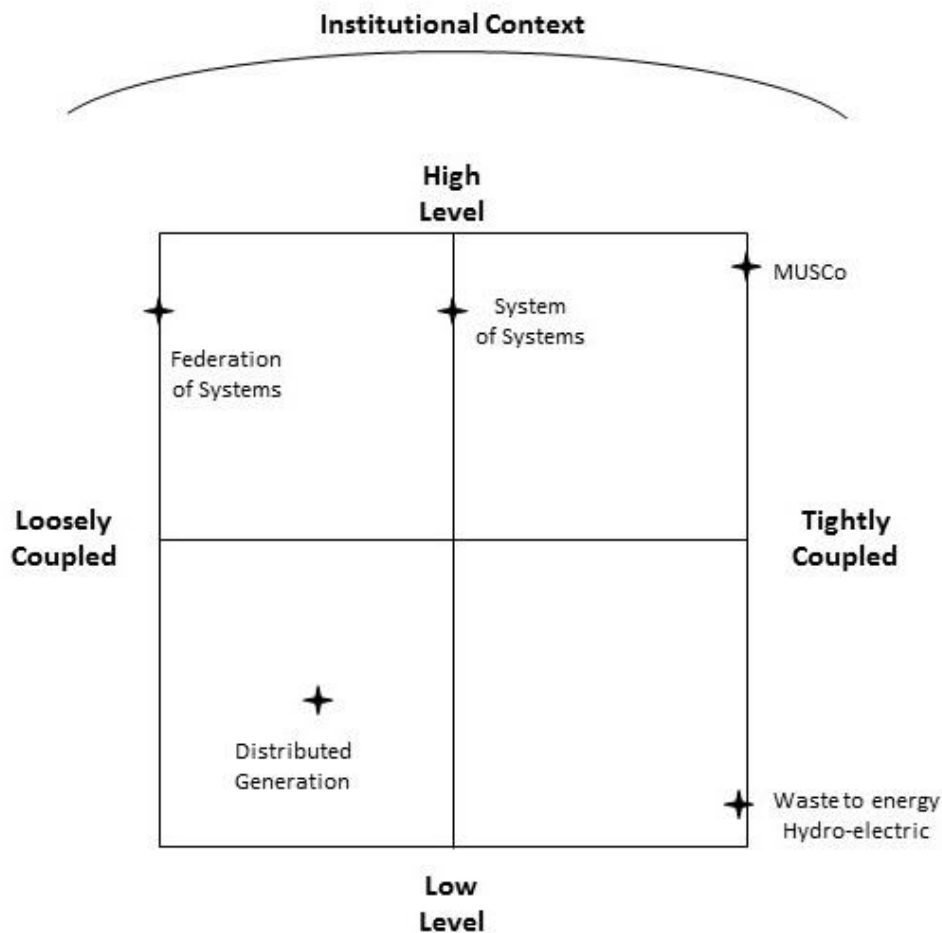 Institutional Context
High
Level
MUSCo
System
of Systems
Federation
of Systems
Loosely
Coupled
Tightly
Coupled
Distributed
Generation
Waste to energy
Hydro-electric
Low
Level